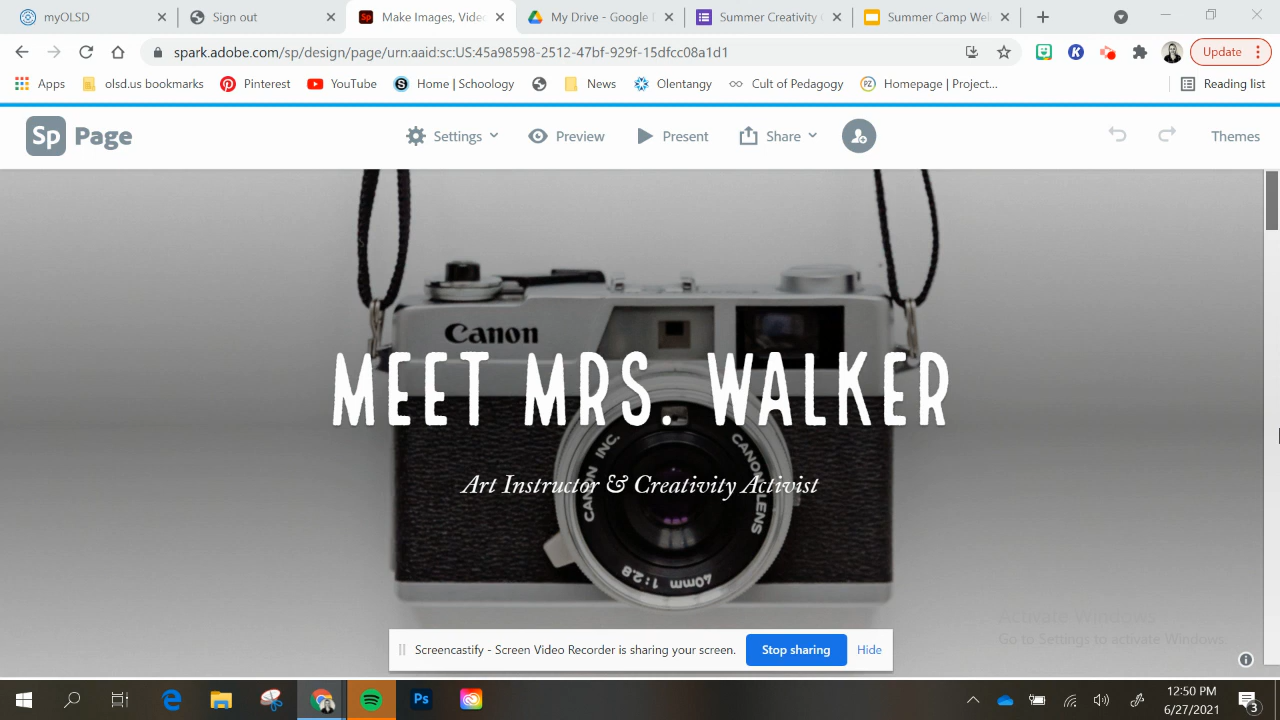 myOLSD
Sign out
Make Images, Video
My Drive - Google D
Summer Creativity C
Summer Camp Wel
spark.adobe.com/sp/design/page/urn:aaid:sc:US:45a98598-2512-47bf-929f-15dfcc08a1d1
Update
Apps
olsd.us bookmarks
Pinterest
YouTube
Home | Schoology
News
Olentangy
Cult of Pedagogy
PZ
Homepage | Project...
Reading list
Sp Page
Settings
Preview
Present
Share
Themes
Canon
MEET MRS. WALKER
Art Instructor & Creativity Activist
CANON INC.
CANON LENS
40mm 1:2.8
Activate Windows
Go to Settings to activate Windows.
Screencastify - Screen Video Recorder is sharing your screen.
Stop sharing
Hide
Ps
12:50 PM
6/27/2021
3